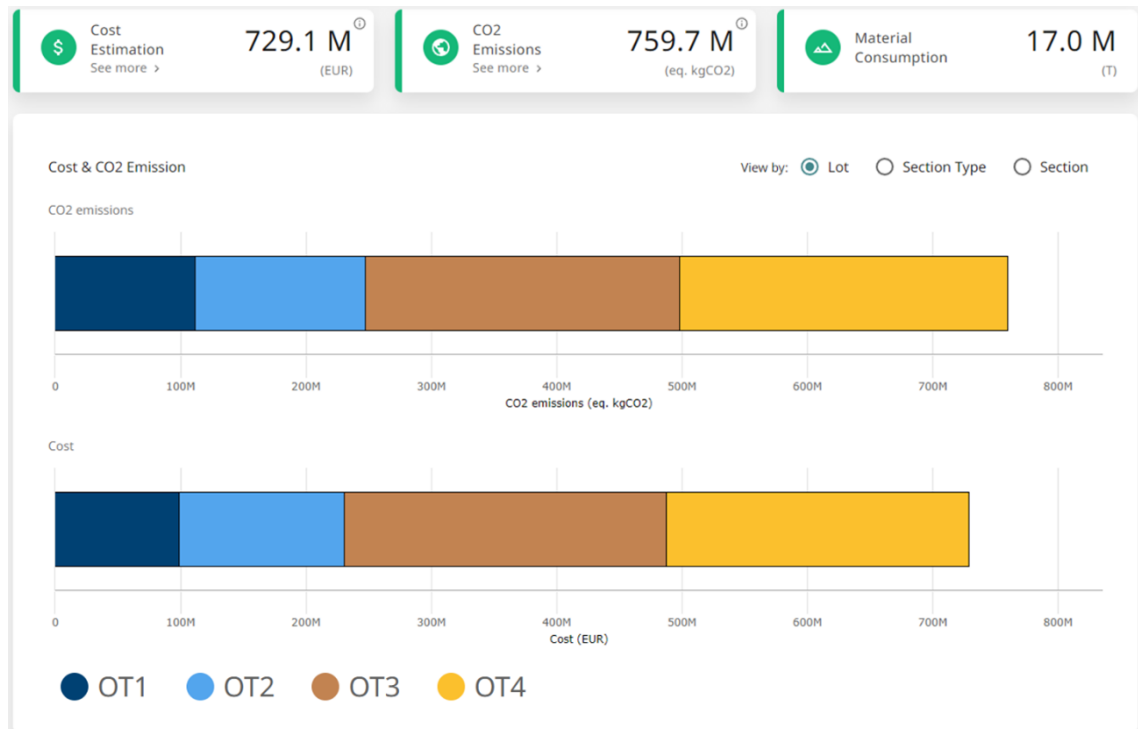 Cost
Estimation
See more >
729.1 M
(EUR)
CO2
Emissions
See more >
759.7 M
(eq. kgCO2)
Material
Consumption
17.0 M
(T)
Cost & CO2 Emission
View by: Lot Section Type Section
CO2 emissions
0 100M 200M 300M 400M 500M 600M 700M 800M
CO2 emissions (eq. kgCO2)
Cost
0 100M 200M 300M 400M 500M 600M 700M 800M
Cost (EUR)
OT1 OT2 OT3 OT4